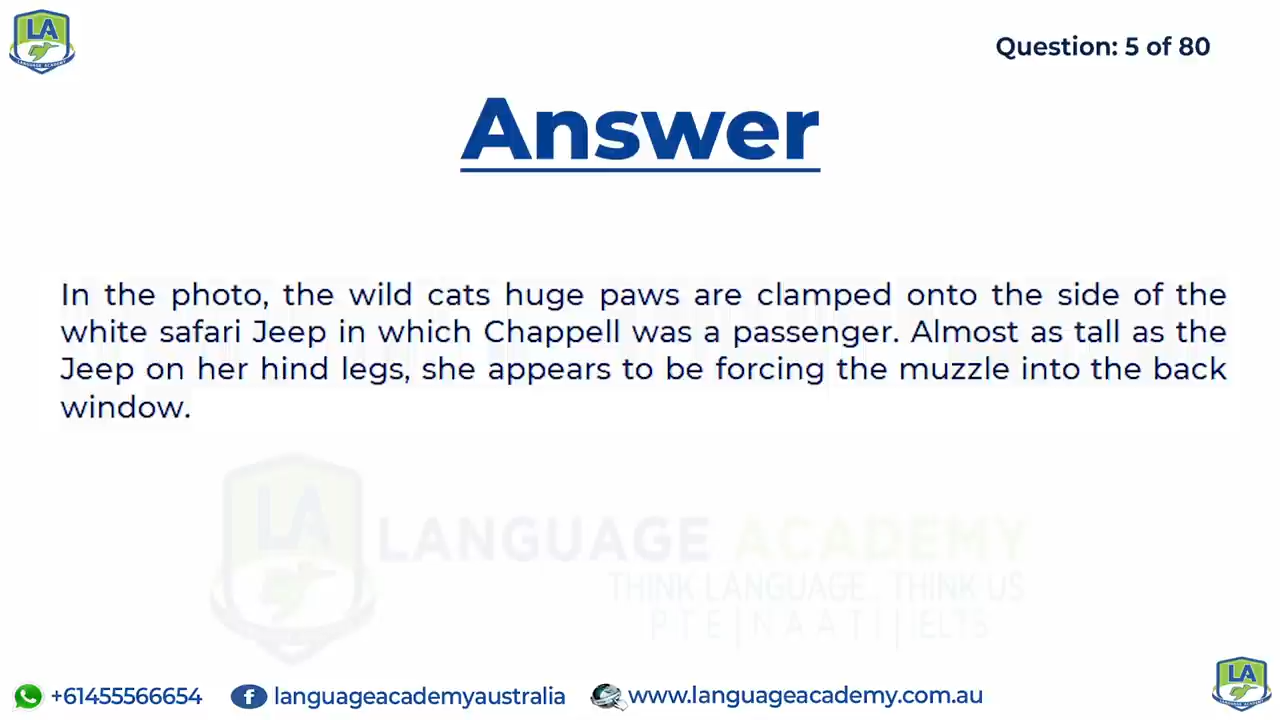 LA
LANGUAGE ACADEMY
Question: 5 of 80
Answer
In the photo, the wild cats huge paws are clamped onto the side of the
white safari Jeep in which Chappell was a passenger. Almost as tall as the
Jeep on her hind legs, she appears to be forcing the muzzle into the back
window.
LA
LANGUAGE ACADEMY
THINK LANGUAGE, THINK US
PTE | NAATI | IELTS
+61455566654
languageacademyaustralia
www.languageacademy.com.au
LA